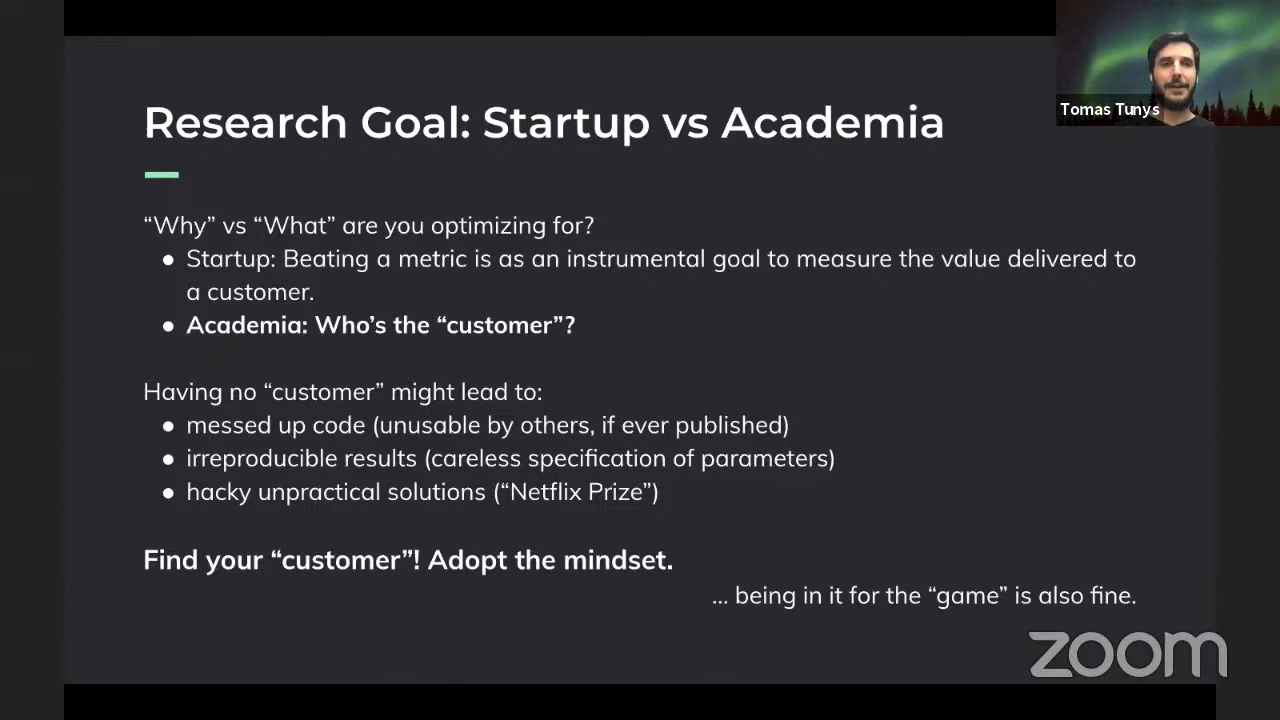 Research Goal: Startup vs Academia
Tomas Tunys
“Why” vs “What” are you optimizing for?
● Startup: Beating a metric is as an instrumental goal to measure the value delivered to
a customer.
● Academia: Who’s the “customer”?
Having no “customer” might lead to:
● messed up code (unusable by others, if ever published)
● irreproducible results (careless specification of parameters)
● hacky unpractical solutions (“Netflix Prize”)
Find your “customer”! Adopt the mindset.
... being in it for the “game” is also fine.
zoom